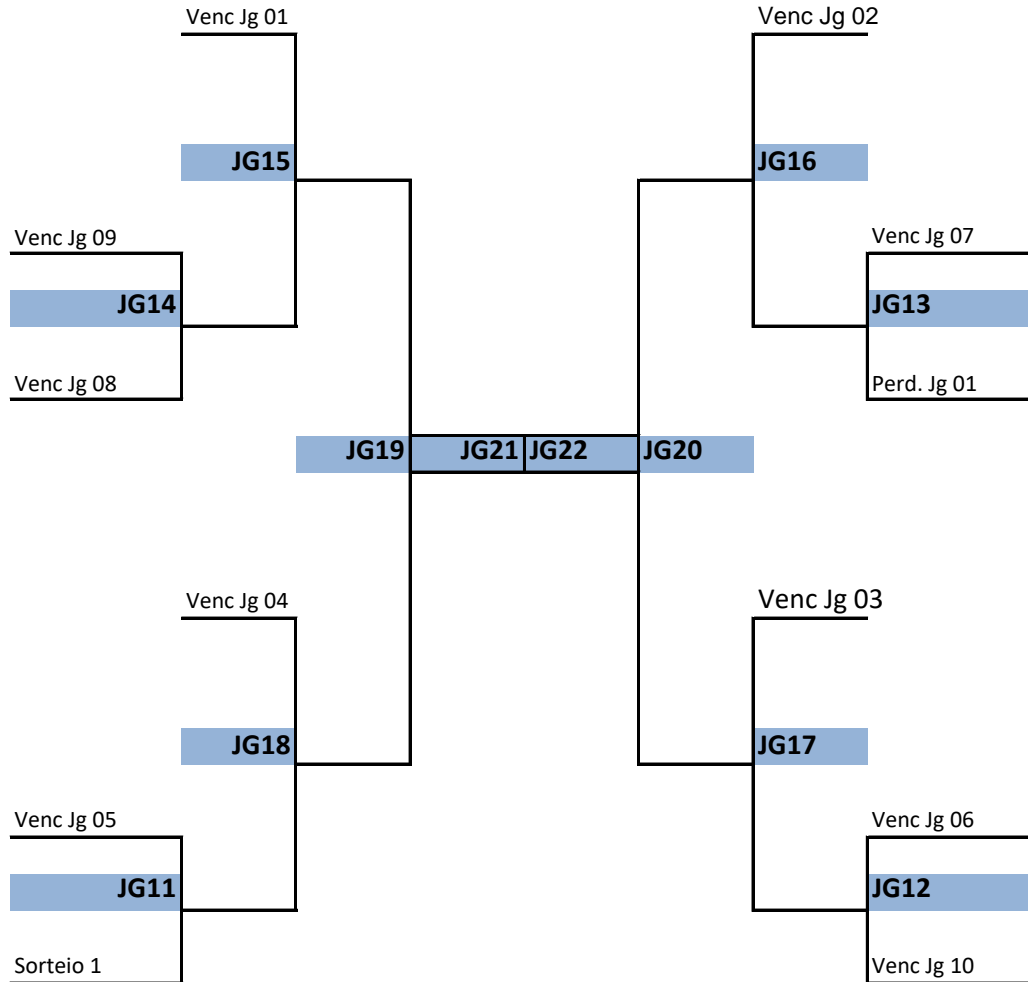 Venc Jg 01
Venc Jg 02
JG15
JG16
Venc Jg 09
Venc Jg 07
JG14
JG13
Venc Jg 08
Perd. Jg 01
JG19
JG21
JG22
JG20
Venc Jg 04
Venc Jg 03
JG18
JG17
Venc Jg 05
Venc Jg 06
JG11
JG12
Sorteio 1
Venc Jg 10